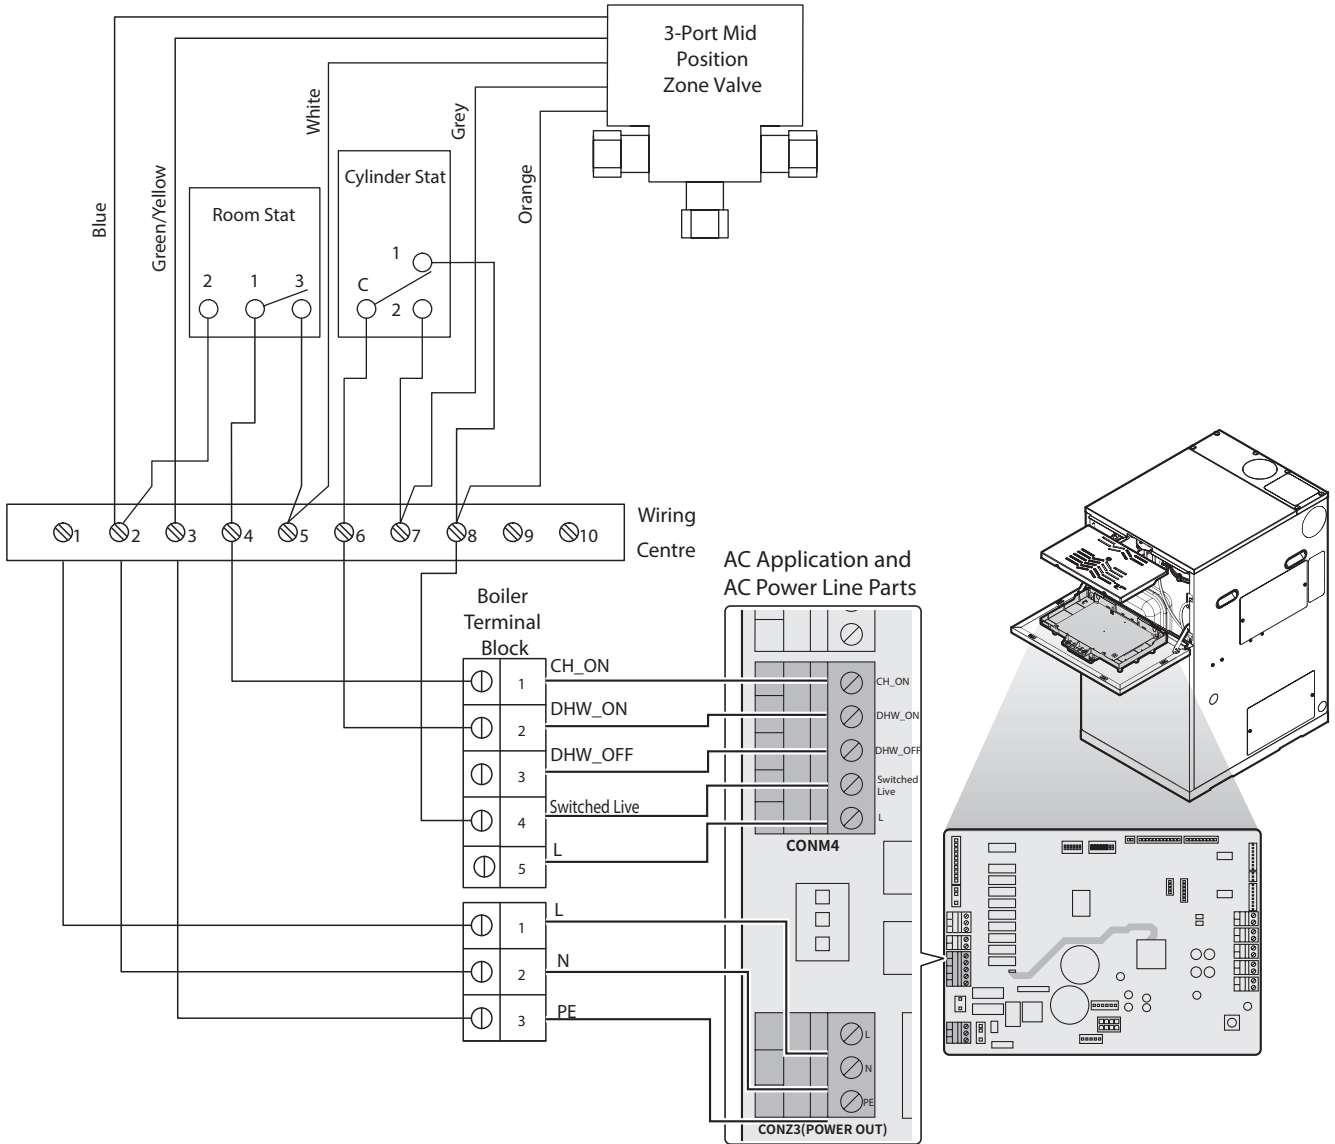 3-Port Mid
Position
Zone Valve
Blue
Green/Yellow
White
Grey
Orange
Room Stat
2 1 3
Cylinder Stat
1
C
2
1 2 3 4 5 6 7 8 9 10
Wiring
Centre
AC Application and
AC Power Line Parts
Boiler
Terminal
Block
1 CH_ON
2 DHW_ON
3 DHW_OFF
4 Switched Live
5 L
1 L
2 N
3 PE
CH_ON
DHW_ON
DHW_OFF
Switched
Live
L
CONM4
L
N
PE
CONZ3(POWER OUT)